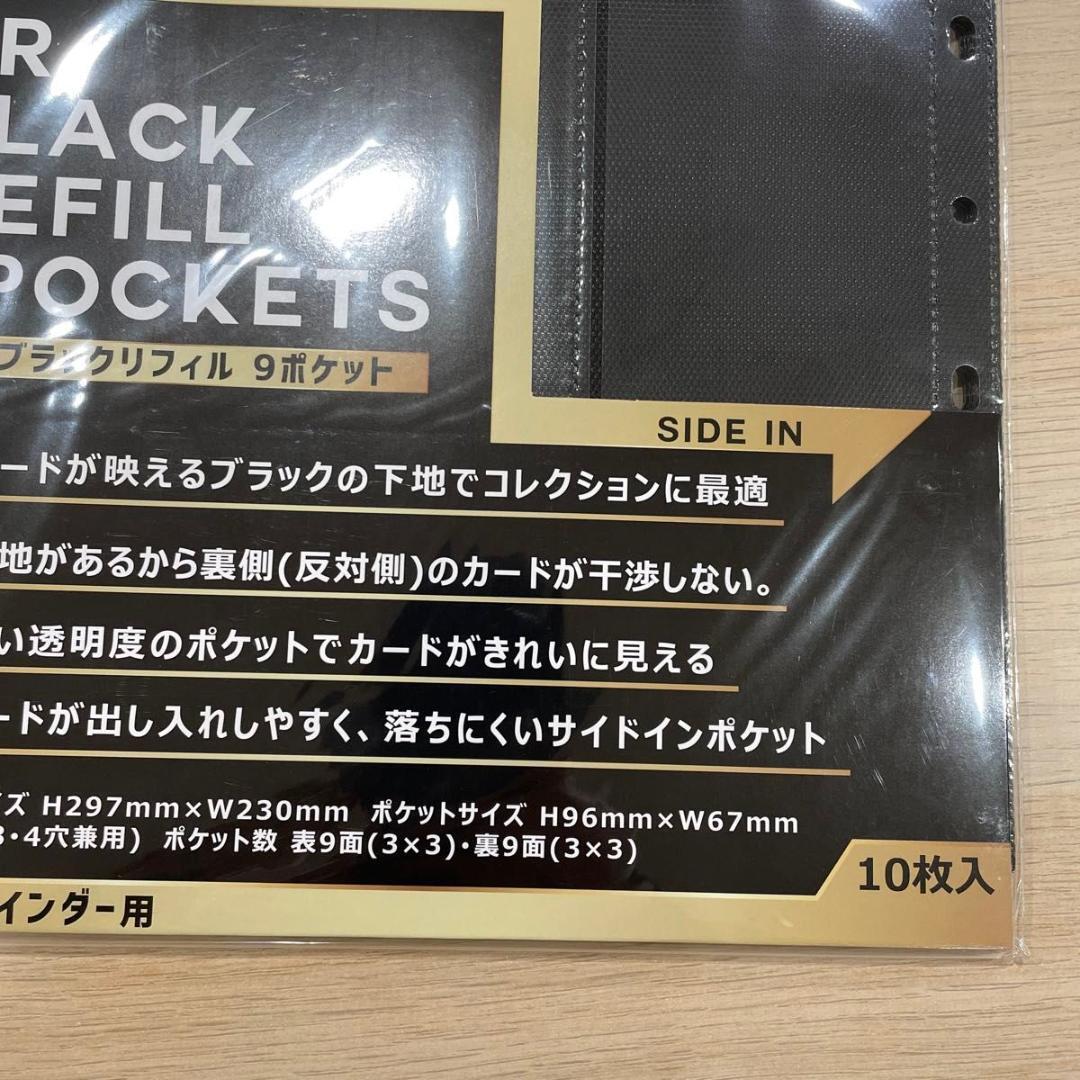 R
LACK
EFILL
POCKETS
ブラックリフィル 9ポケット
SIDE IN
ードが映えるブラックの下地でコレクションに最適
地があるから裏側(反対側)のカードが干渉しない。
い透明度のポケットでカードがきれいに見える
ードが出し入れしやすく、落ちにくいサイドインポケット
イズ H297mm×W230mm ポケットサイズ H96mm×W67mm
3・4穴兼用) ポケット数 表9面(3×3)・裏9面(3×3)
10枚入
インダー用